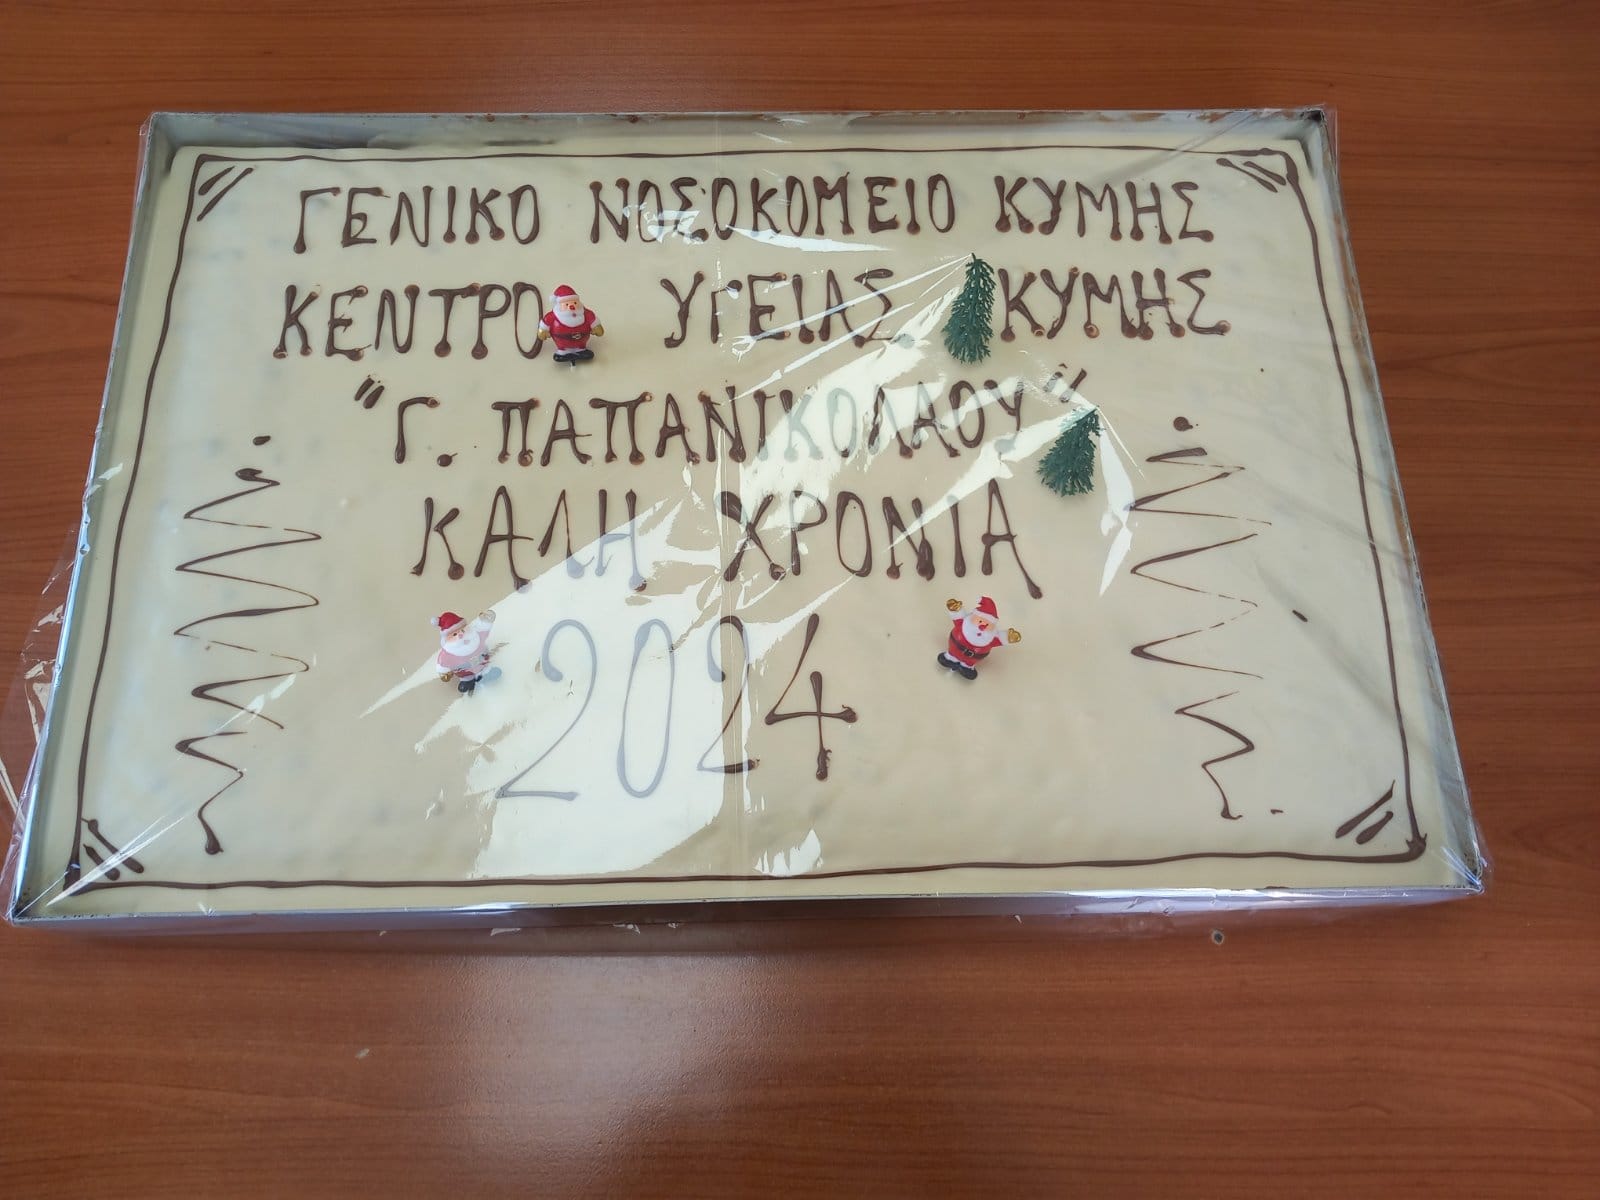 ΓΕΝΙΚΟ ΝΟΣΟΚΟΜΕΙΟ ΚΥΜΗΣ
ΚΕΝΤΡΟ ΥΓΕΙΑΣ ΚΥΜΗΣ
"Γ. ΠΑΠΑΝΙΚΟΛΑΟΥ"
ΚΑΛΗ ΧΡΟΝΙΑ
2024